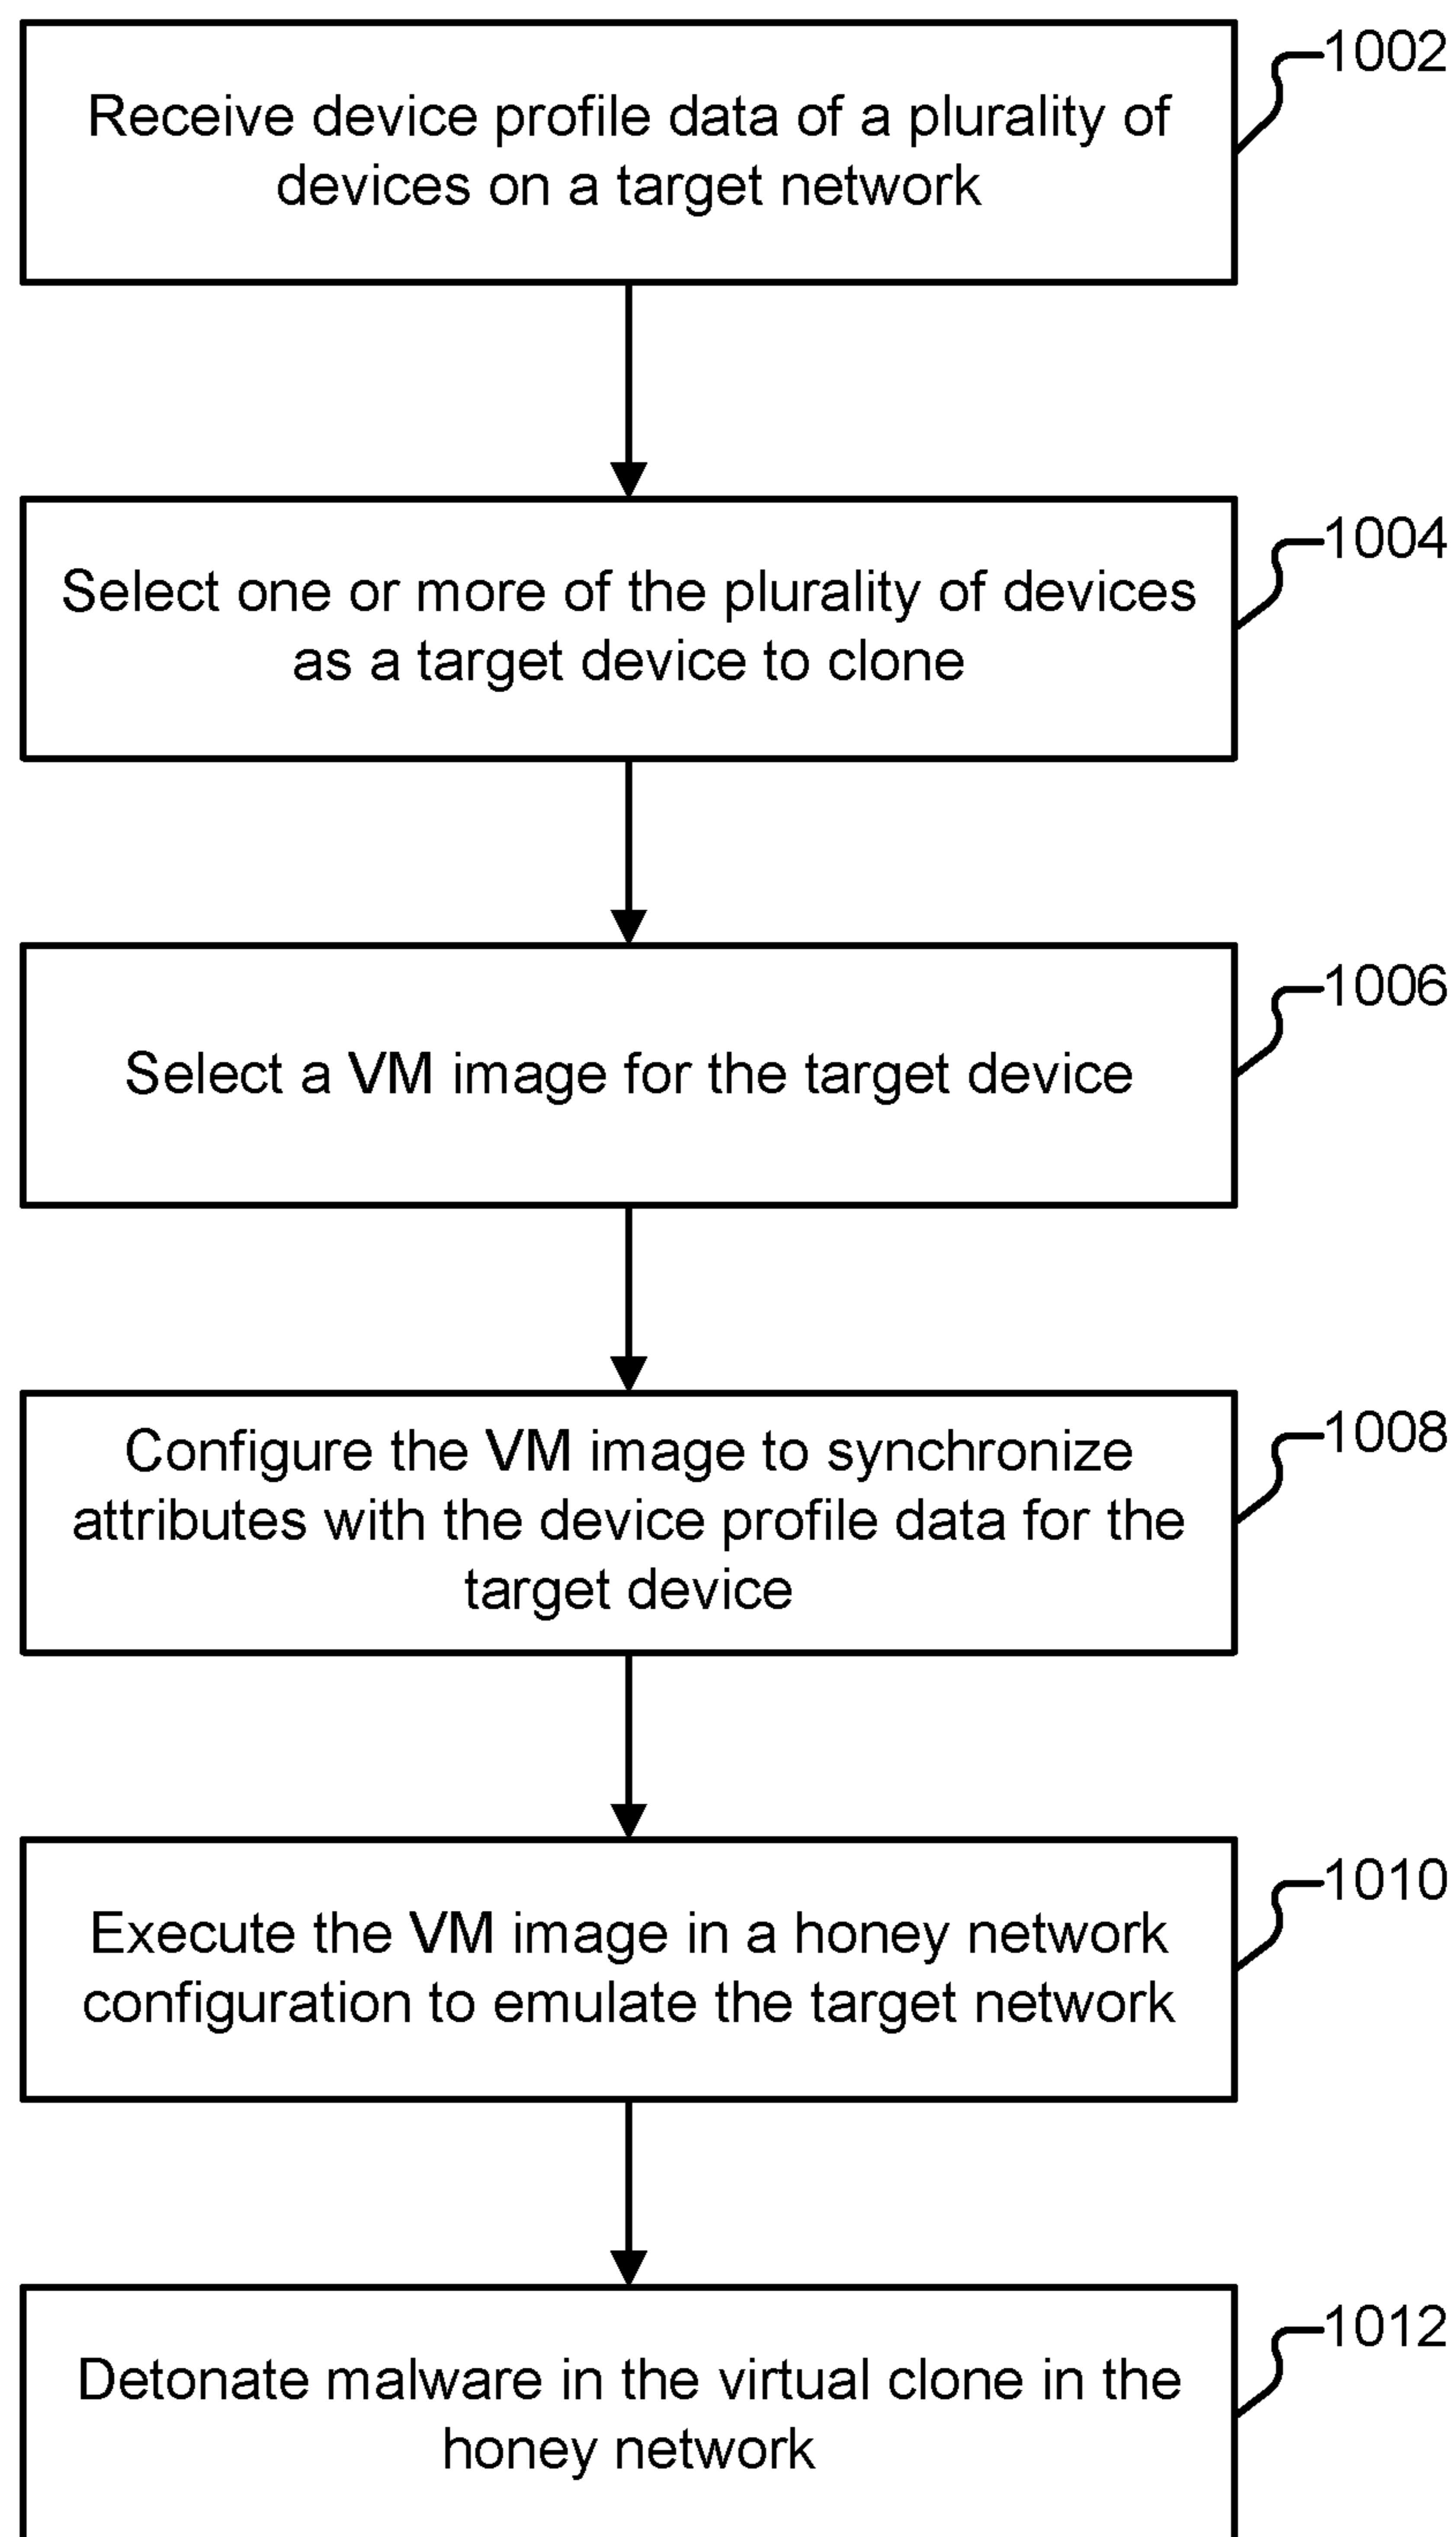 1002
Receive device profile data of a plurality of
devices on a target network
1004
Select one or more of the plurality of devices
as a target device to clone
1006
Select a VM image for the target device
1008
Configure the VM image to synchronize
attributes with the device profile data for the
target device
1010
Execute the VM image in a honey network
configuration to emulate the target network
1012
Detonate malware in the virtual clone in the
honey network